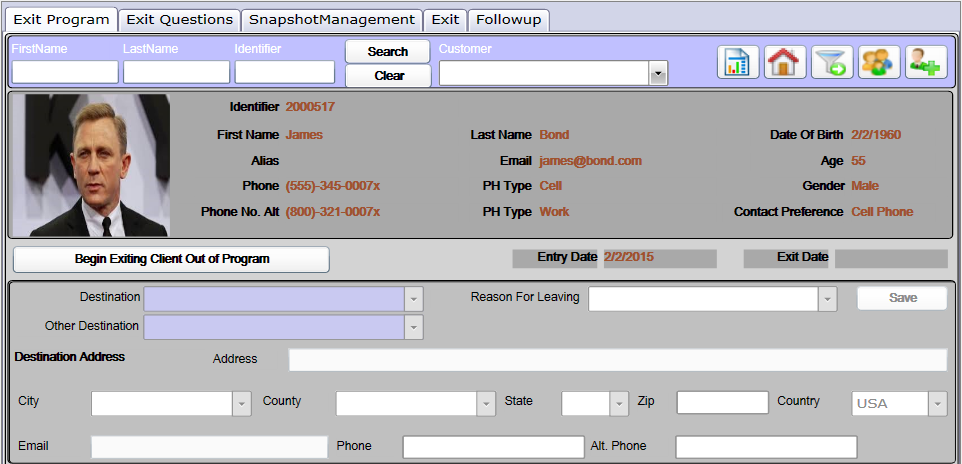 Exit Program Exit Questions SnapshotManagement Exit Followup
FirstName LastName Identifier Search Customer
Clear
Identifier 2000517
First Name James Last Name Bond Date Of Birth 2/2/1960
Alias Email james@bond.com Age 55
Phone (555)-345-0007x PH Type Cell Gender Male
Phone No. Alt (800)-321-0007x PH Type Work Contact Preference Cell Phone
Begin Exiting Client Out of Program Entry Date 2/2/2015 Exit Date
Destination Reason For Leaving Save
Other Destination
Destination Address Address
City County State Zip Country USA
Email Phone Alt. Phone